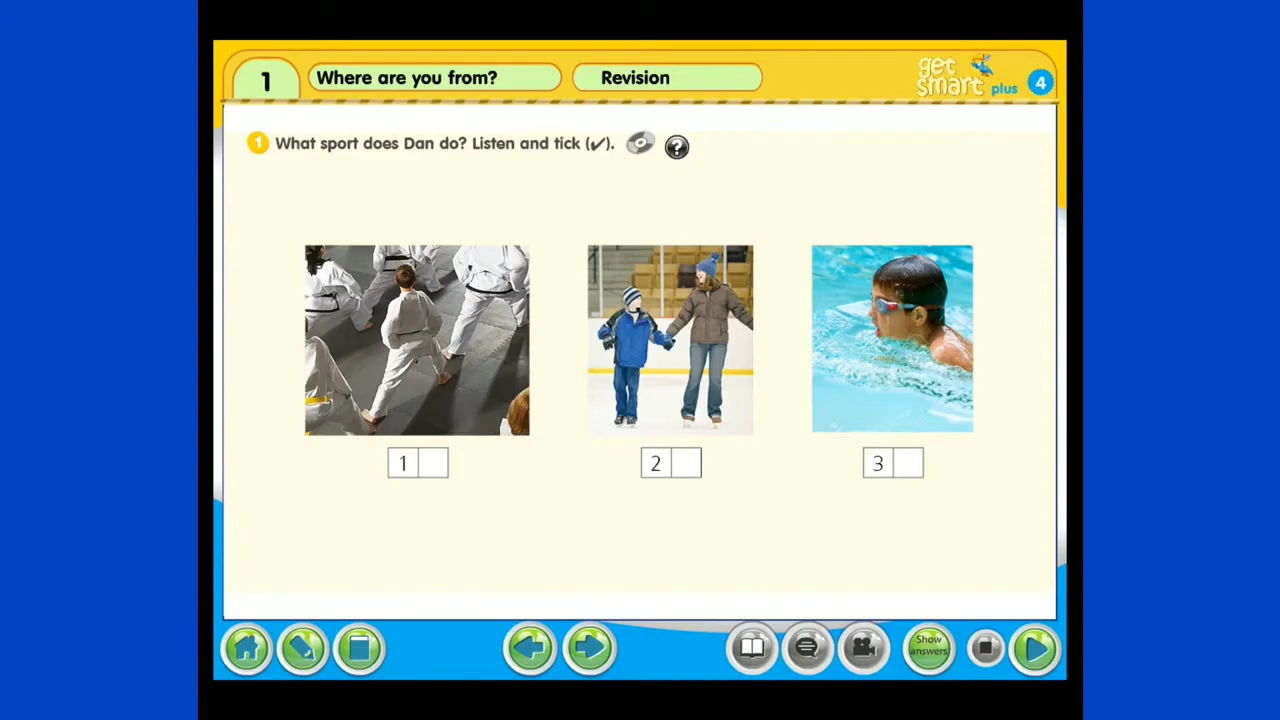 1
Where are you from?
Revision
get
smart plus 4
1 What sport does Dan do? Listen and tick (✔).
?
1
2
3
Show
answers